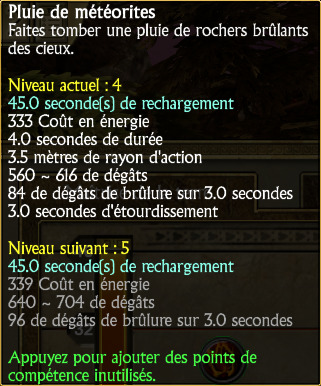 Pluie de météorites
Faites tomber une pluie de rochers brûlants
des cieux.
Niveau actuel : 4
45.0 seconde(s) de rechargement
333 Coût en énergie
4.0 secondes de durée
3.5 mètres de rayon d'action
560 ~ 616 de dégâts
84 de dégâts de brûlure sur 3.0 secondes
3.0 secondes d'étourdissement
Niveau suivant : 5
45.0 seconde(s) de rechargement
339 Coût en énergie
640 ~ 704 de dégâts
96 de dégâts de brûlure sur 3.0 secondes
Appuyez pour ajouter des points de
compétence inutilisés.